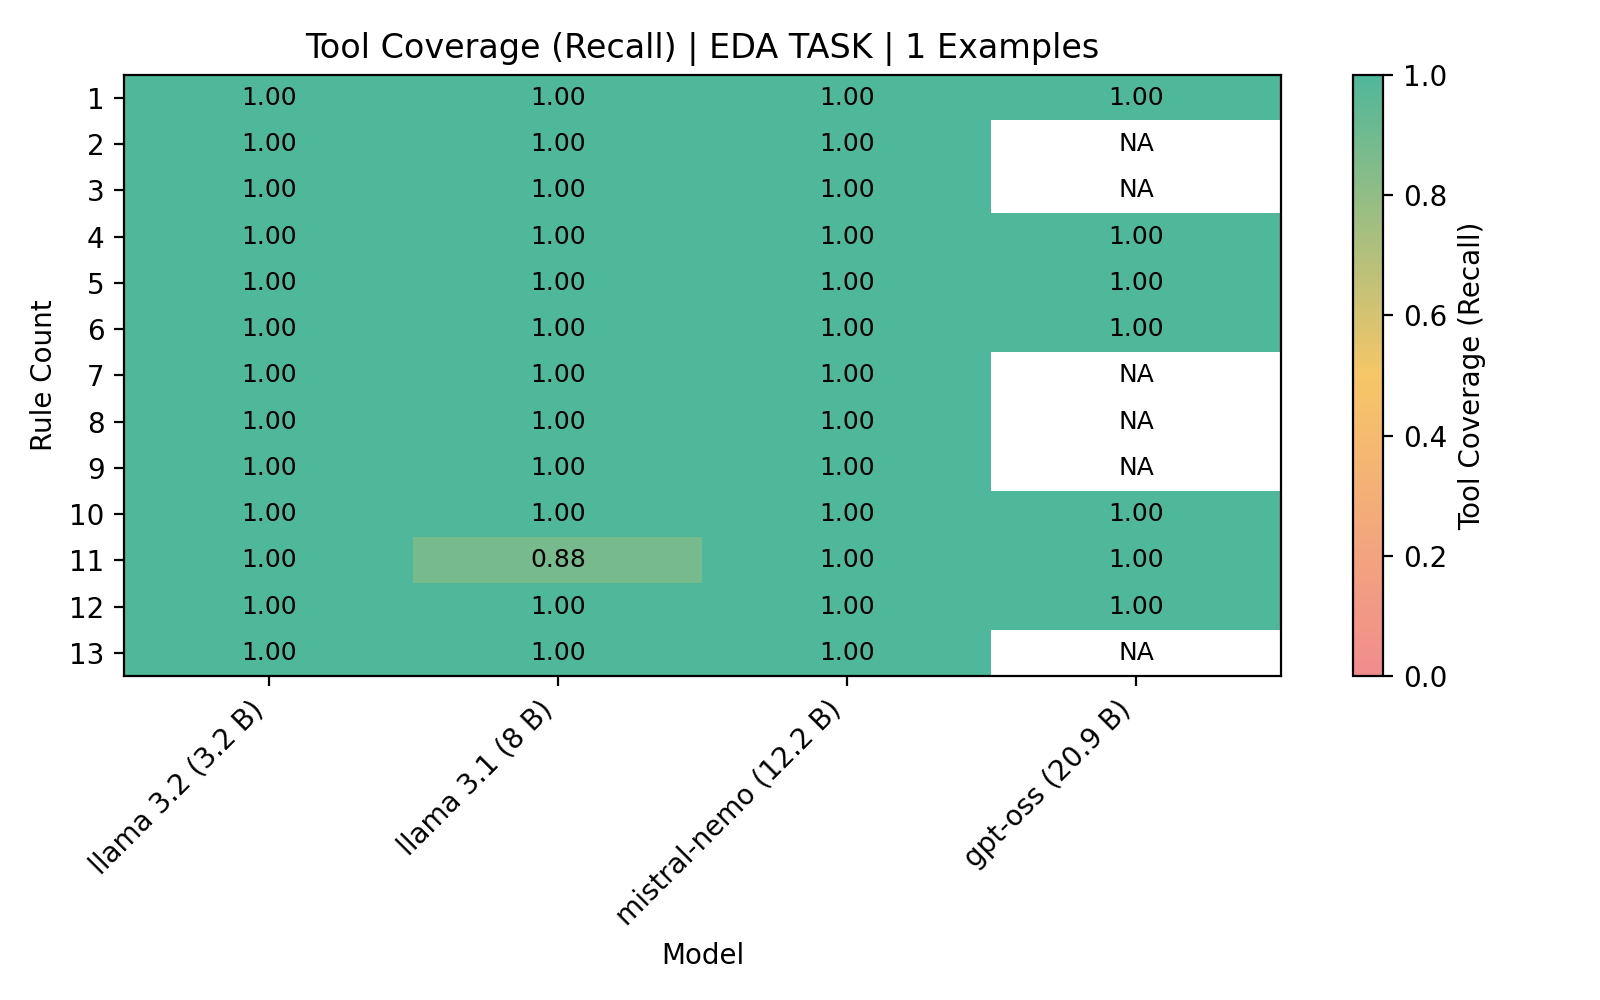 Tool Coverage (Recall) | EDA TASK | 1 Examples
1 1.00 1.00 1.00 1.00
2 1.00 1.00 1.00 NA
3 1.00 1.00 1.00 NA
4 1.00 1.00 1.00 1.00
5 1.00 1.00 1.00 1.00
6 1.00 1.00 1.00 1.00
7 1.00 1.00 1.00 NA
8 1.00 1.00 1.00 NA
9 1.00 1.00 1.00 NA
10 1.00 1.00 1.00 1.00
11 1.00 0.88 1.00 1.00
12 1.00 1.00 1.00 1.00
13 1.00 1.00 1.00 NA
Rule Count
llama 3.2 (3.2 B)
llama 3.1 (8 B)
mistral-nemo (12.2 B)
gpt-oss (20.9 B)
Model
1.0
0.8
0.6
0.4
0.2
0.0
Tool Coverage (Recall)